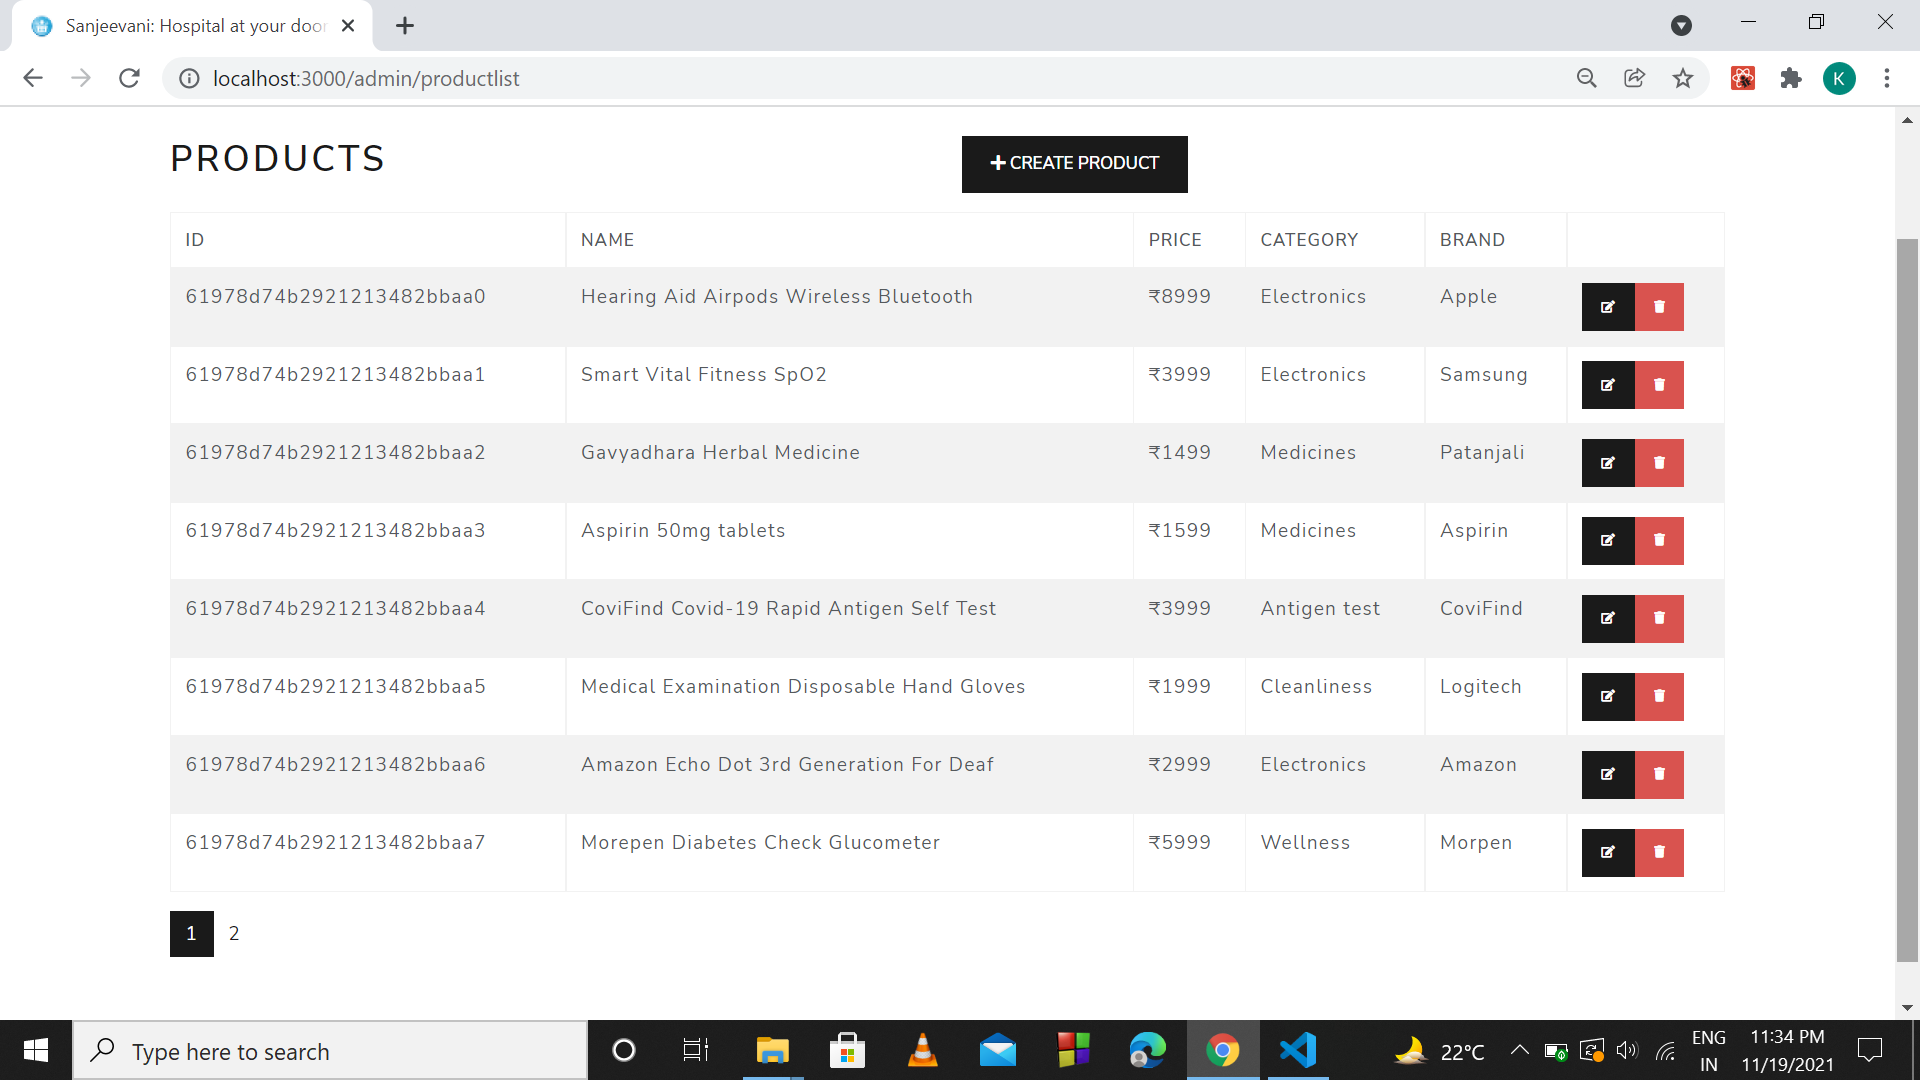 Sanjeevani: Hospital at your door
localhost:3000/admin/productlist
K
PRODUCTS
CREATE PRODUCT
ID NAME PRICE CATEGORY BRAND
61978d74b2921213482bbaa0 Hearing Aid Airpods Wireless Bluetooth ₹8999 Electronics Apple
61978d74b2921213482bbaa1 Smart Vital Fitness SpO2 ₹3999 Electronics Samsung
61978d74b2921213482bbaa2 Gavyadhara Herbal Medicine ₹1499 Medicines Patanjali
61978d74b2921213482bbaa3 Aspirin 50mg tablets ₹1599 Medicines Aspirin
61978d74b2921213482bbaa4 CoviFind Covid-19 Rapid Antigen Self Test ₹3999 Antigen test CoviFind
61978d74b2921213482bbaa5 Medical Examination Disposable Hand Gloves ₹1999 Cleanliness Logitech
61978d74b2921213482bbaa6 Amazon Echo Dot 3rd Generation For Deaf ₹2999 Electronics Amazon
61978d74b2921213482bbaa7 Morepen Diabetes Check Glucometer ₹5999 Wellness Morpen
1 2
Type here to search
22°C
ENG
IN
11:34 PM
11/19/2021